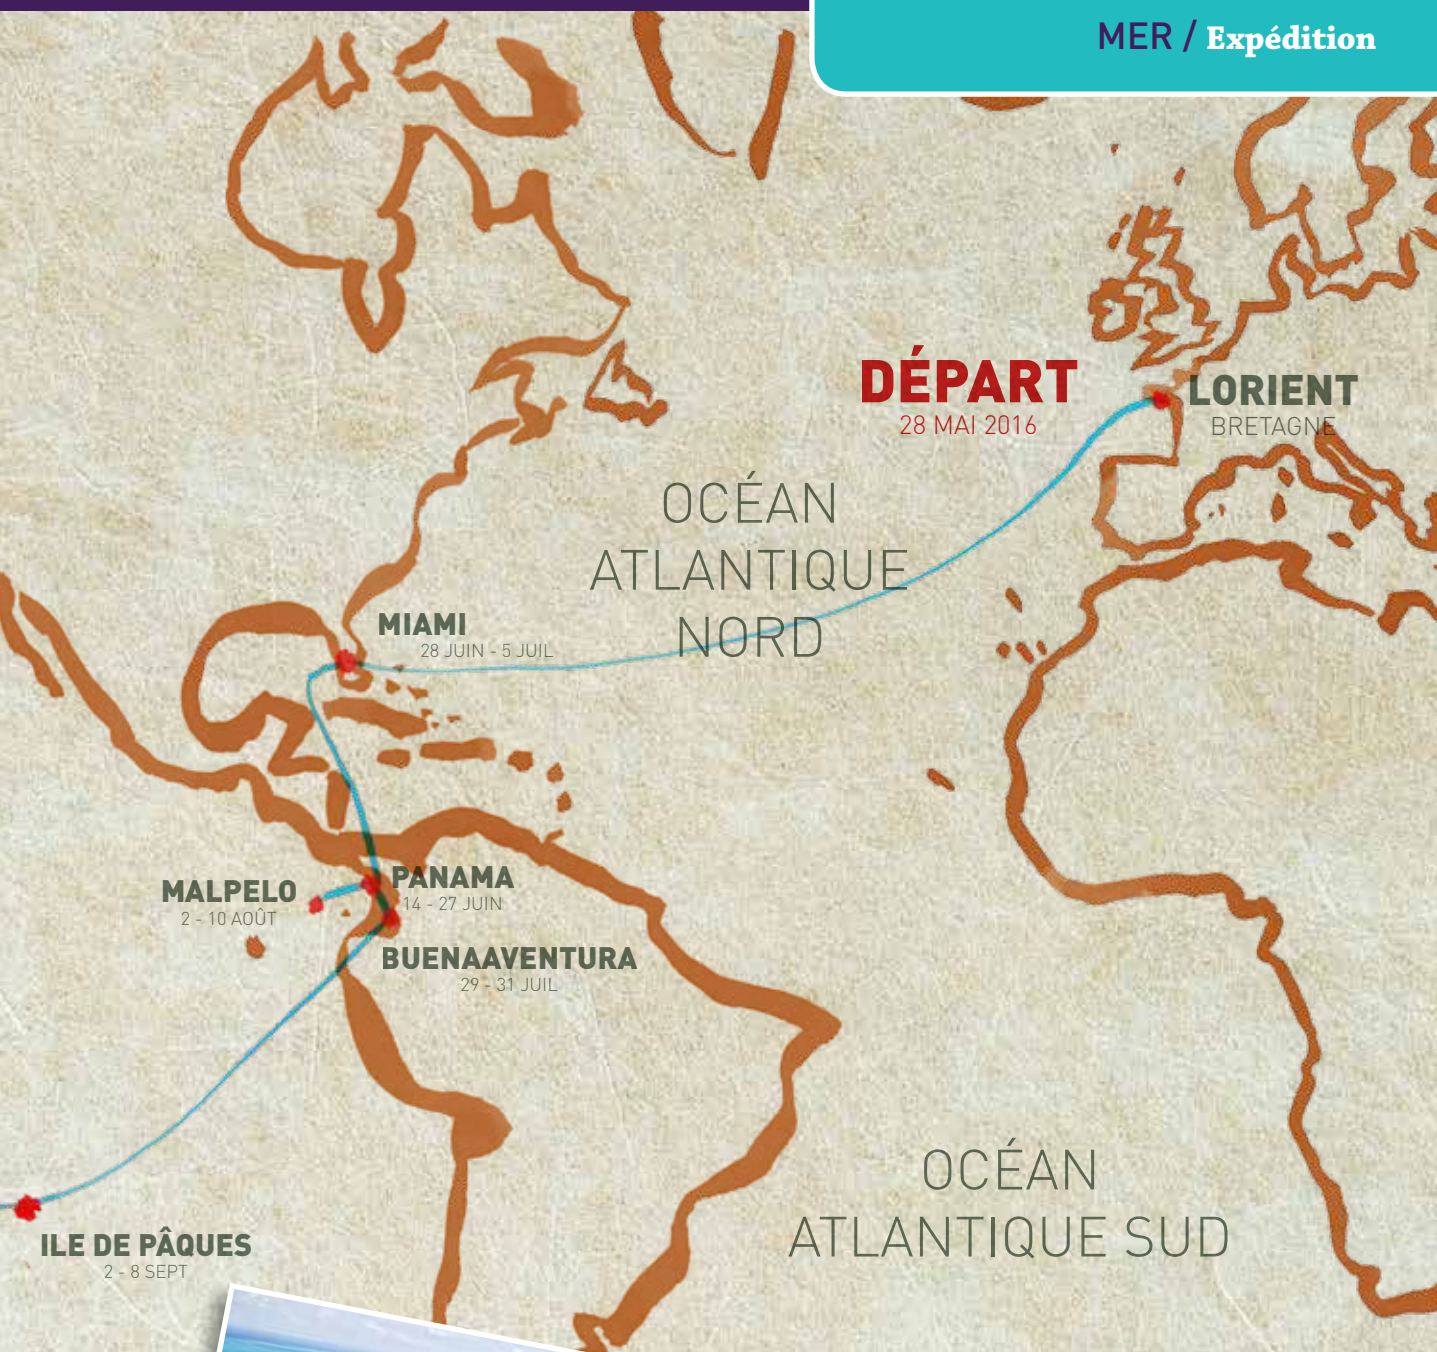 MER / Expédition
DÉPART
28 MAI 2016
LORIENT
BRETAGNE
OCÉAN
ATLANTIQUE
NORD
MIAMI
28 JUIN - 5 JUIL
PANAMA
14 - 27 JUIN
MALPELO
2 - 10 AOÛT
BUENAAVENTURA
29 - 31 JUIL
OCÉAN
ATLANTIQUE SUD
ILE DE PÂQUES
2 - 8 SEPT